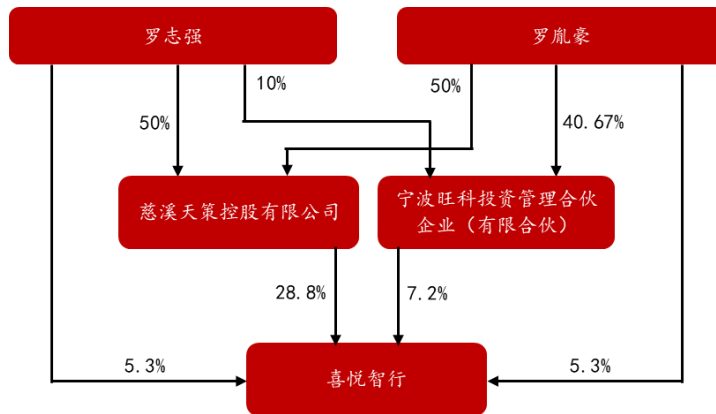 罗志强
罗胤豪
10%
50%
50%
40.67%
慈溪天策控股有限公司
宁波旺科投资管理合伙
企业（有限合伙）
28.8%
7.2%
5.3%
喜悦智行
5.3%